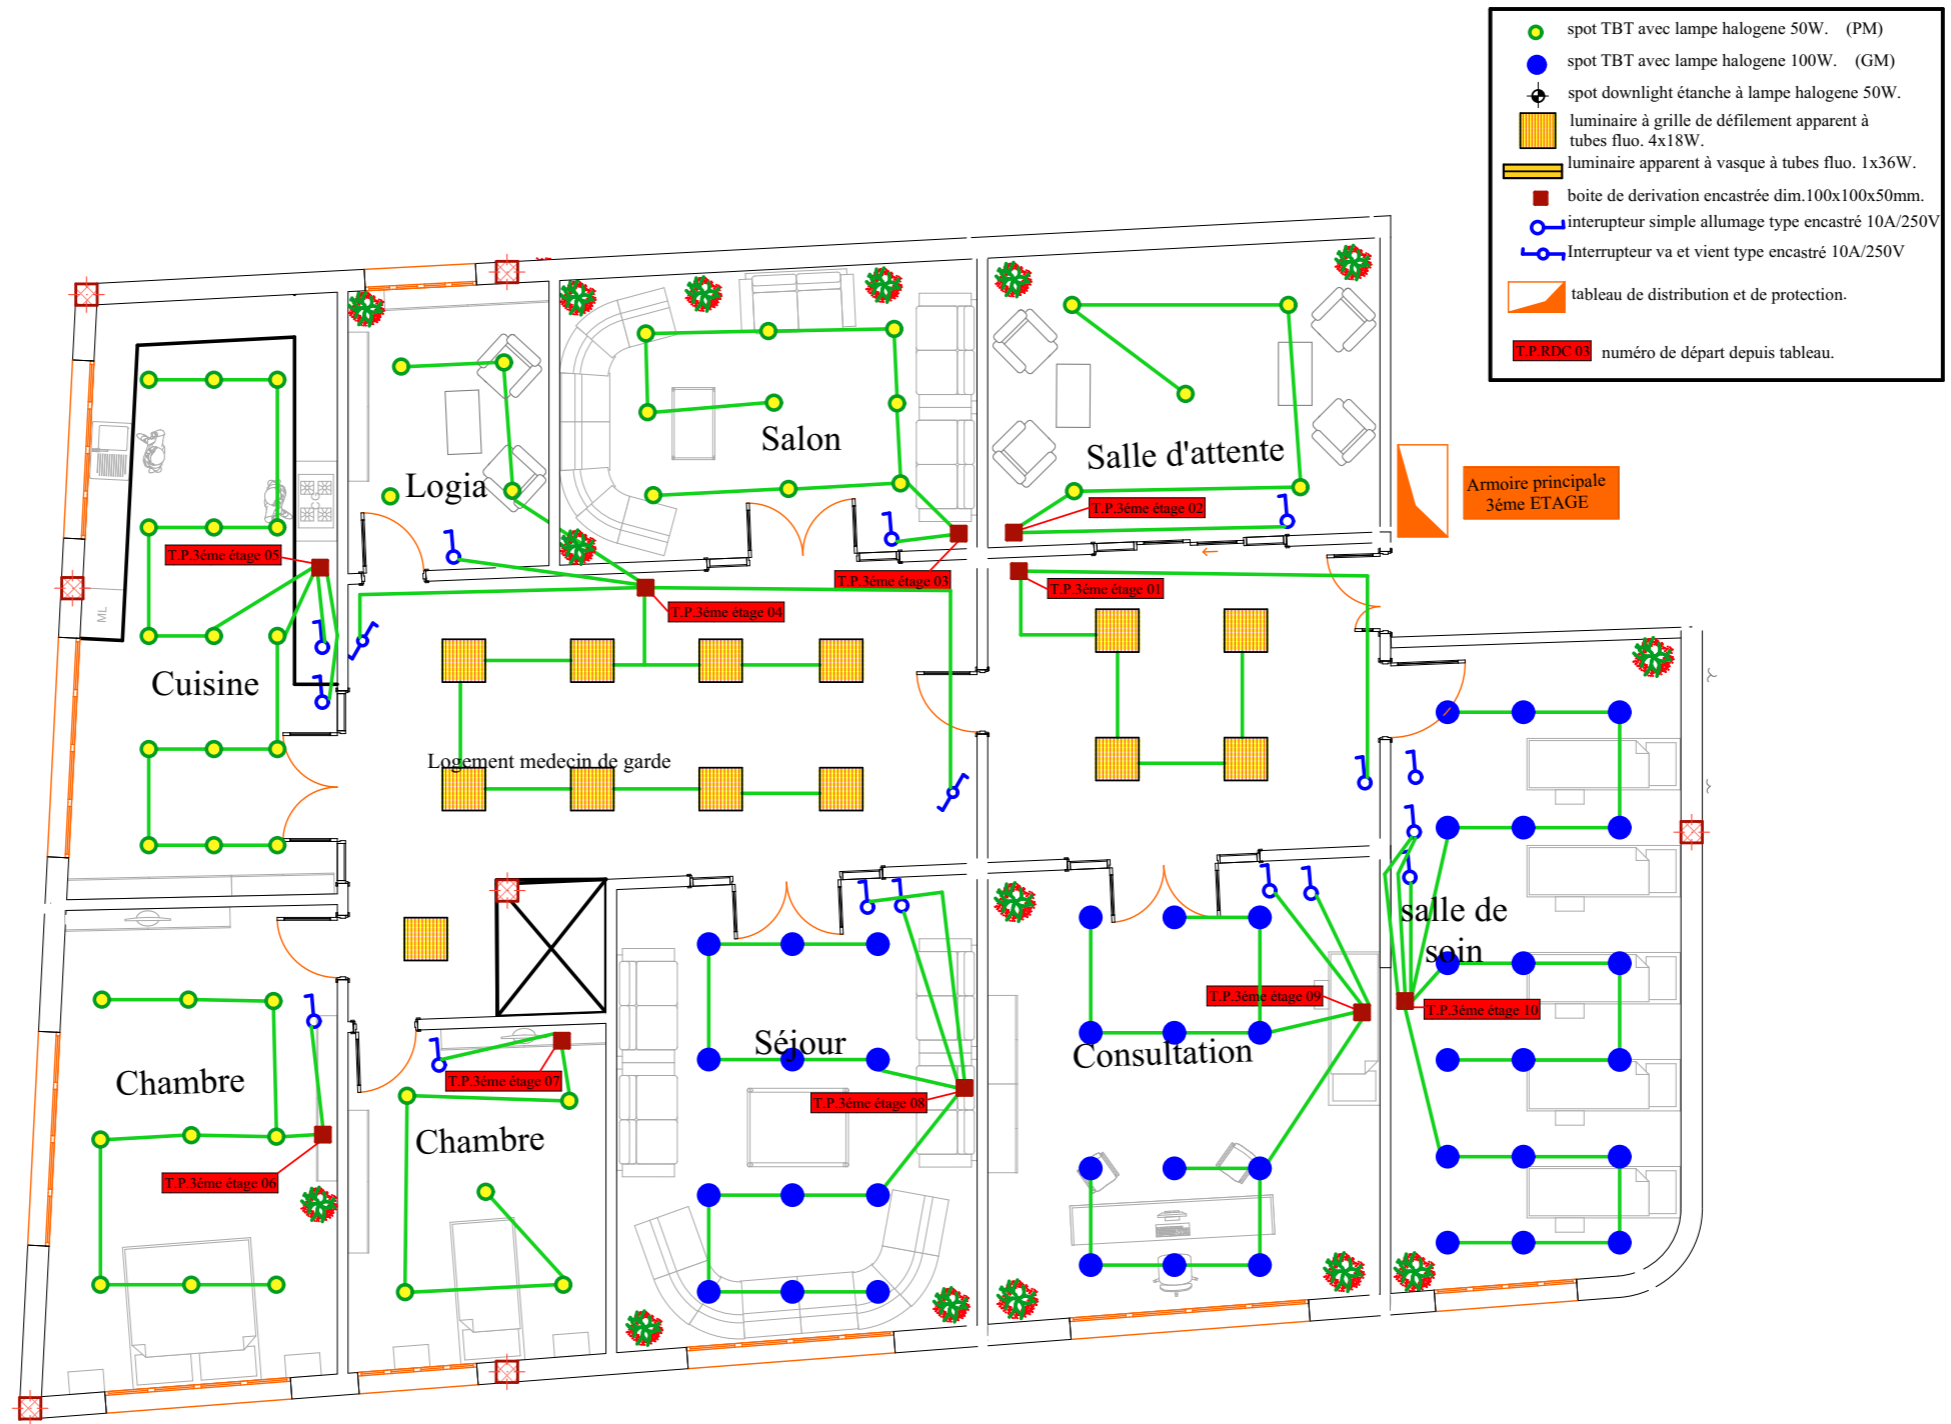 spot TBT avec lampe halogene 50W. (PM)
spot TBT avec lampe halogene 100W. (GM)
spot downlight étanche à lampe halogene 50W.
luminaire à grille de défilement apparent à
tubes fluo. 4x18W.
luminaire apparent à vasque à tubes fluo. 1x36W.
boite de derivation encastrée dim.100x100x50mm.
interupteur simple allumage type encastré 10A/250V
Interrupteur va et vient type encastré 10A/250V
tableau de distribution et de protection.
T.P.RDC 03 numéro de départ depuis tableau.
Salon
Salle d'attente
Logia
Armoire principale
3éme ETAGE
T.P.3éme étage 02
T.P.3éme étage 05
T.P.3éme étage 03
T.P.3éme étage 01
T.P.3éme étage 04
ML
Cuisine
Logement medecin de garde
salle de
soin
T.P.3éme étage 09
T.P.3éme étage 10
Séjour
Consultation
Chambre
T.P.3éme étage 07
T.P.3éme étage 08
Chambre
T.P.3éme étage 06